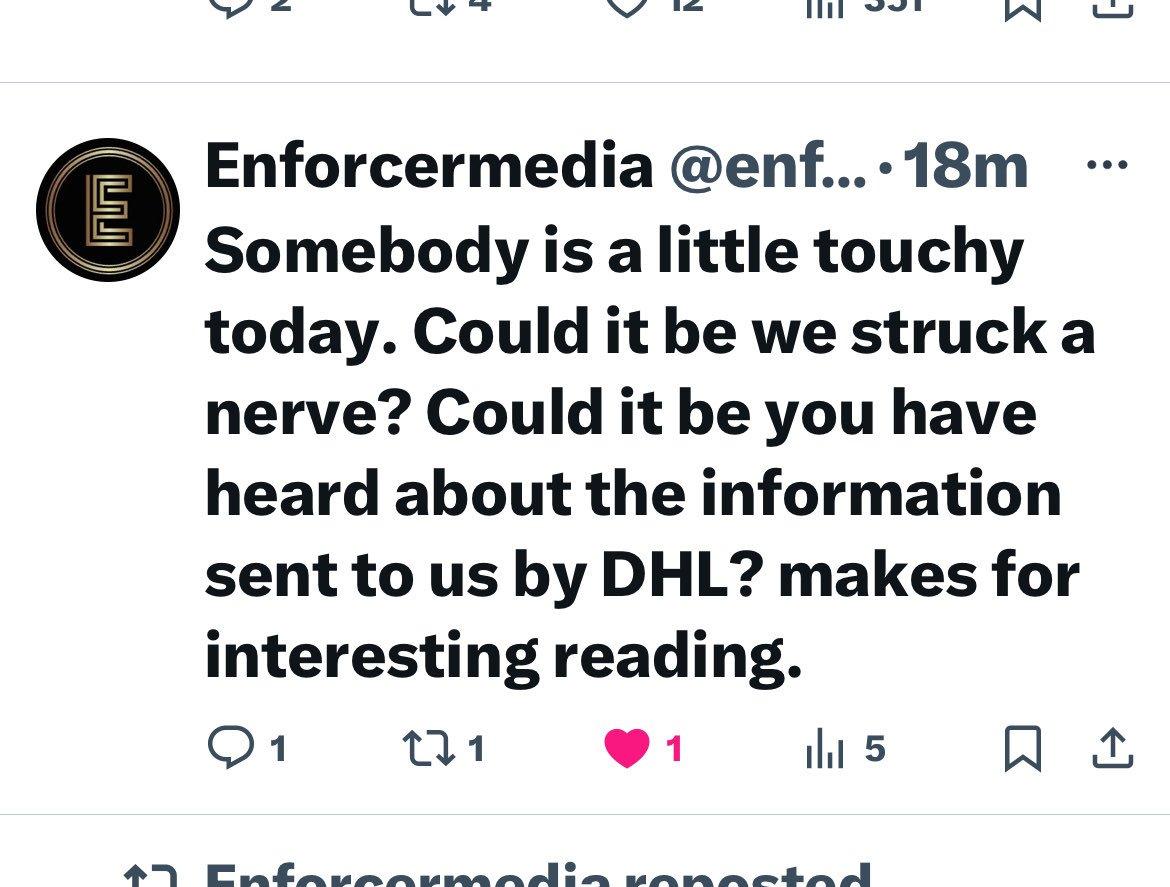 2 4 12 351
Enforcermedia @enf... · 18m ...
Somebody is a little touchy
today. Could it be we struck a
nerve? Could it be you have
heard about the information
sent to us by DHL? makes for
interesting reading.
1 1 1 5
Enforcermedia reposted